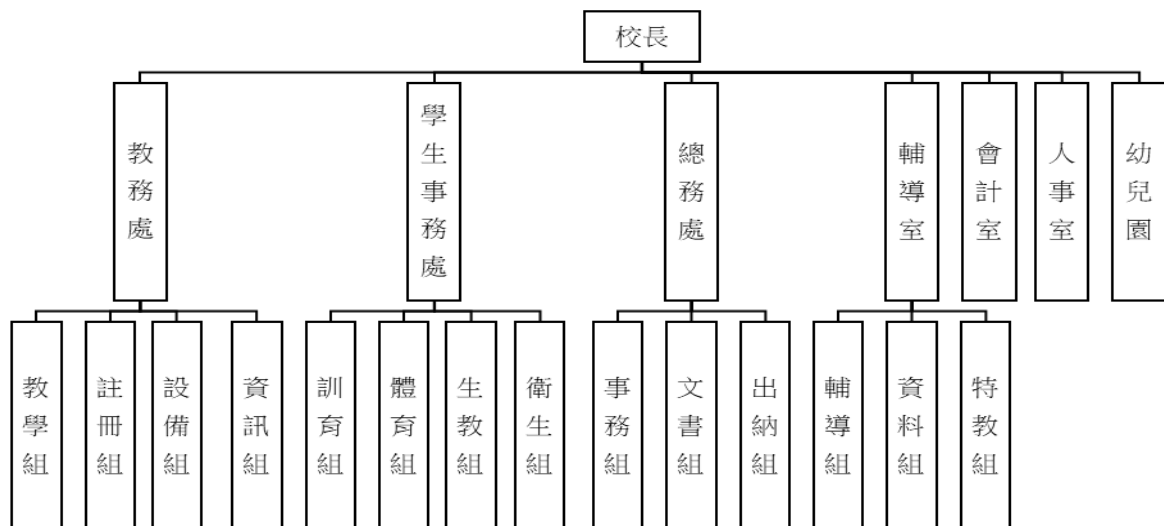 校長
教務處
學生事務處
總務處
輔導室
會計室
人事室
幼兒園
教學組
註冊組
設備組
資訊組
訓育組
體育組
生教組
衛生組
事務組
文書組
出納組
輔導組
資料組
特教組